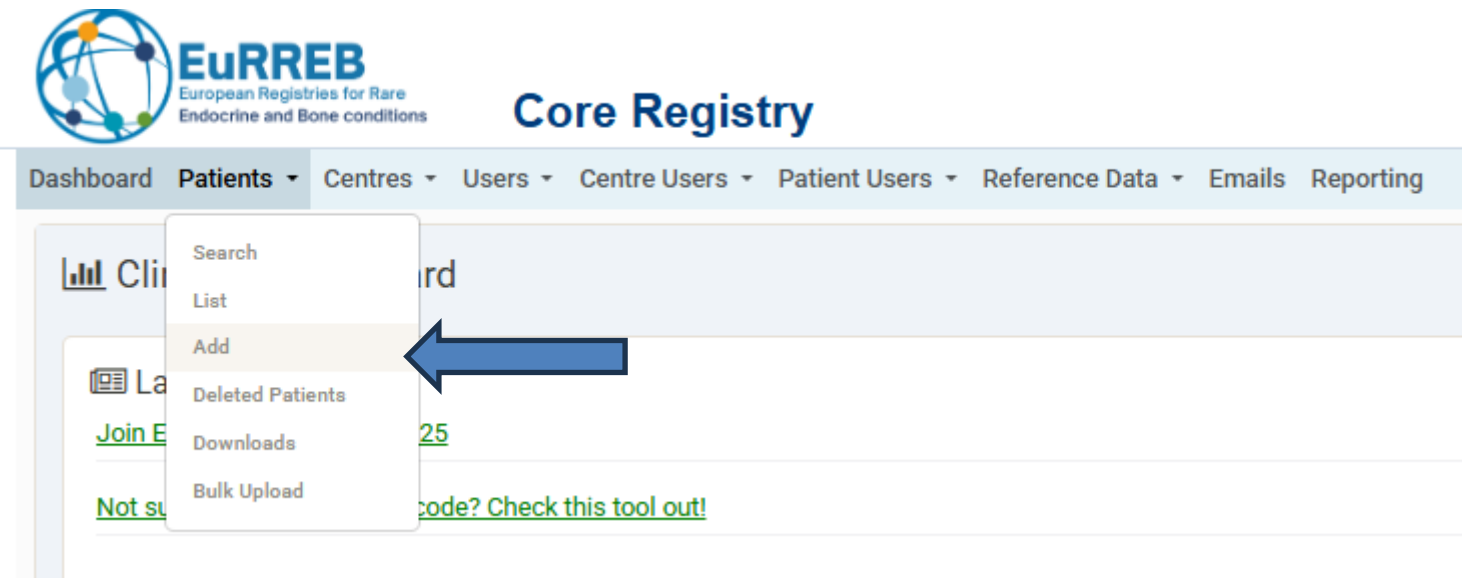 EuRREB
European Registries for Rare
Endocrine and Bone conditions
Core Registry
Dashboard Patients Centres Users Centre Users Patient Users Reference Data Emails Reporting
Search
List
Add
Deleted Patients
Downloads
Bulk Upload
Cli rd
La
Join E 25
Not su code? Check this tool out!